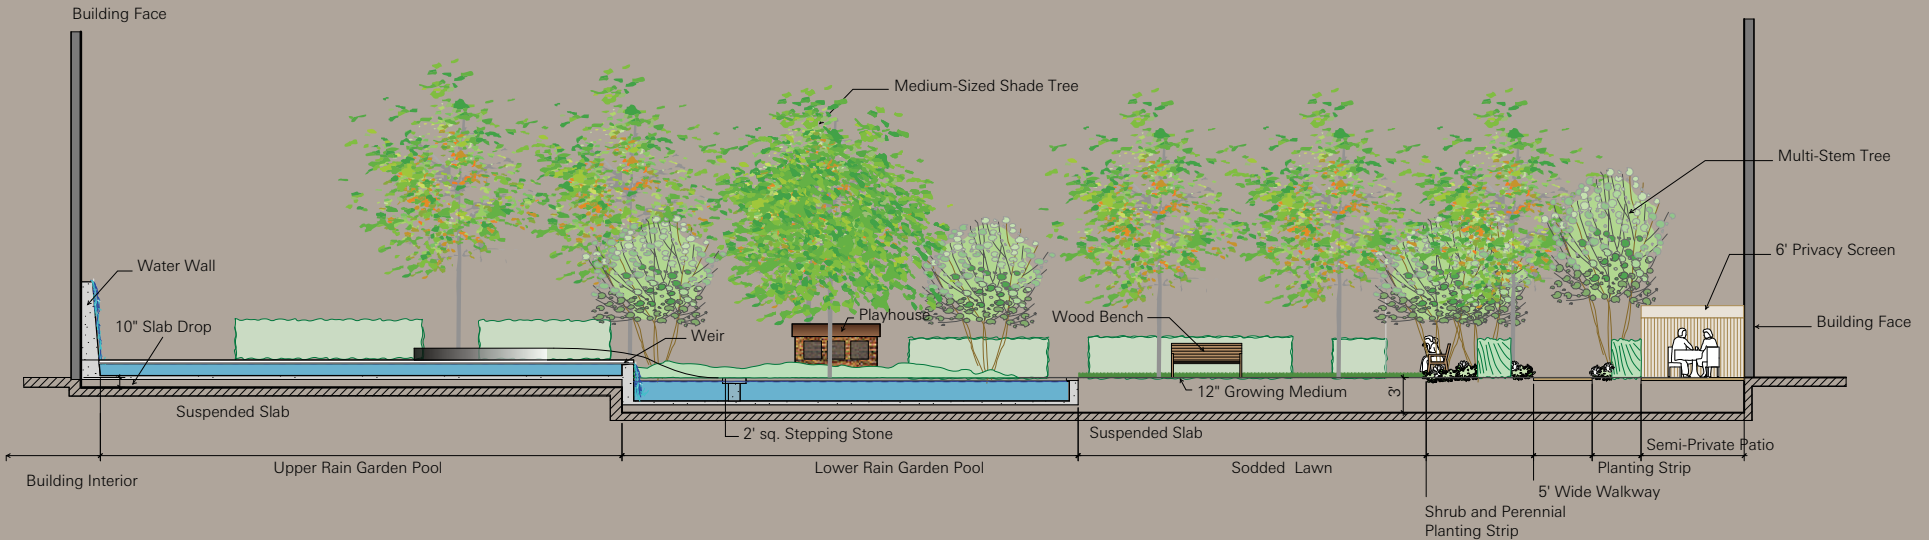 Building Face
Medium-Sized Shade Tree
Multi-Stem Tree
6' Privacy Screen
Water Wall
10" Slab Drop
Playhouse
Wood Bench
Building Face
Weir
12" Growing Medium
3'
Suspended Slab
2' sq. Stepping Stone
Suspended Slab
Semi-Private Patio
Building Interior
Upper Rain Garden Pool
Lower Rain Garden Pool
Sodded Lawn
Planting Strip
5' Wide Walkway
Shrub and Perennial
Planting Strip